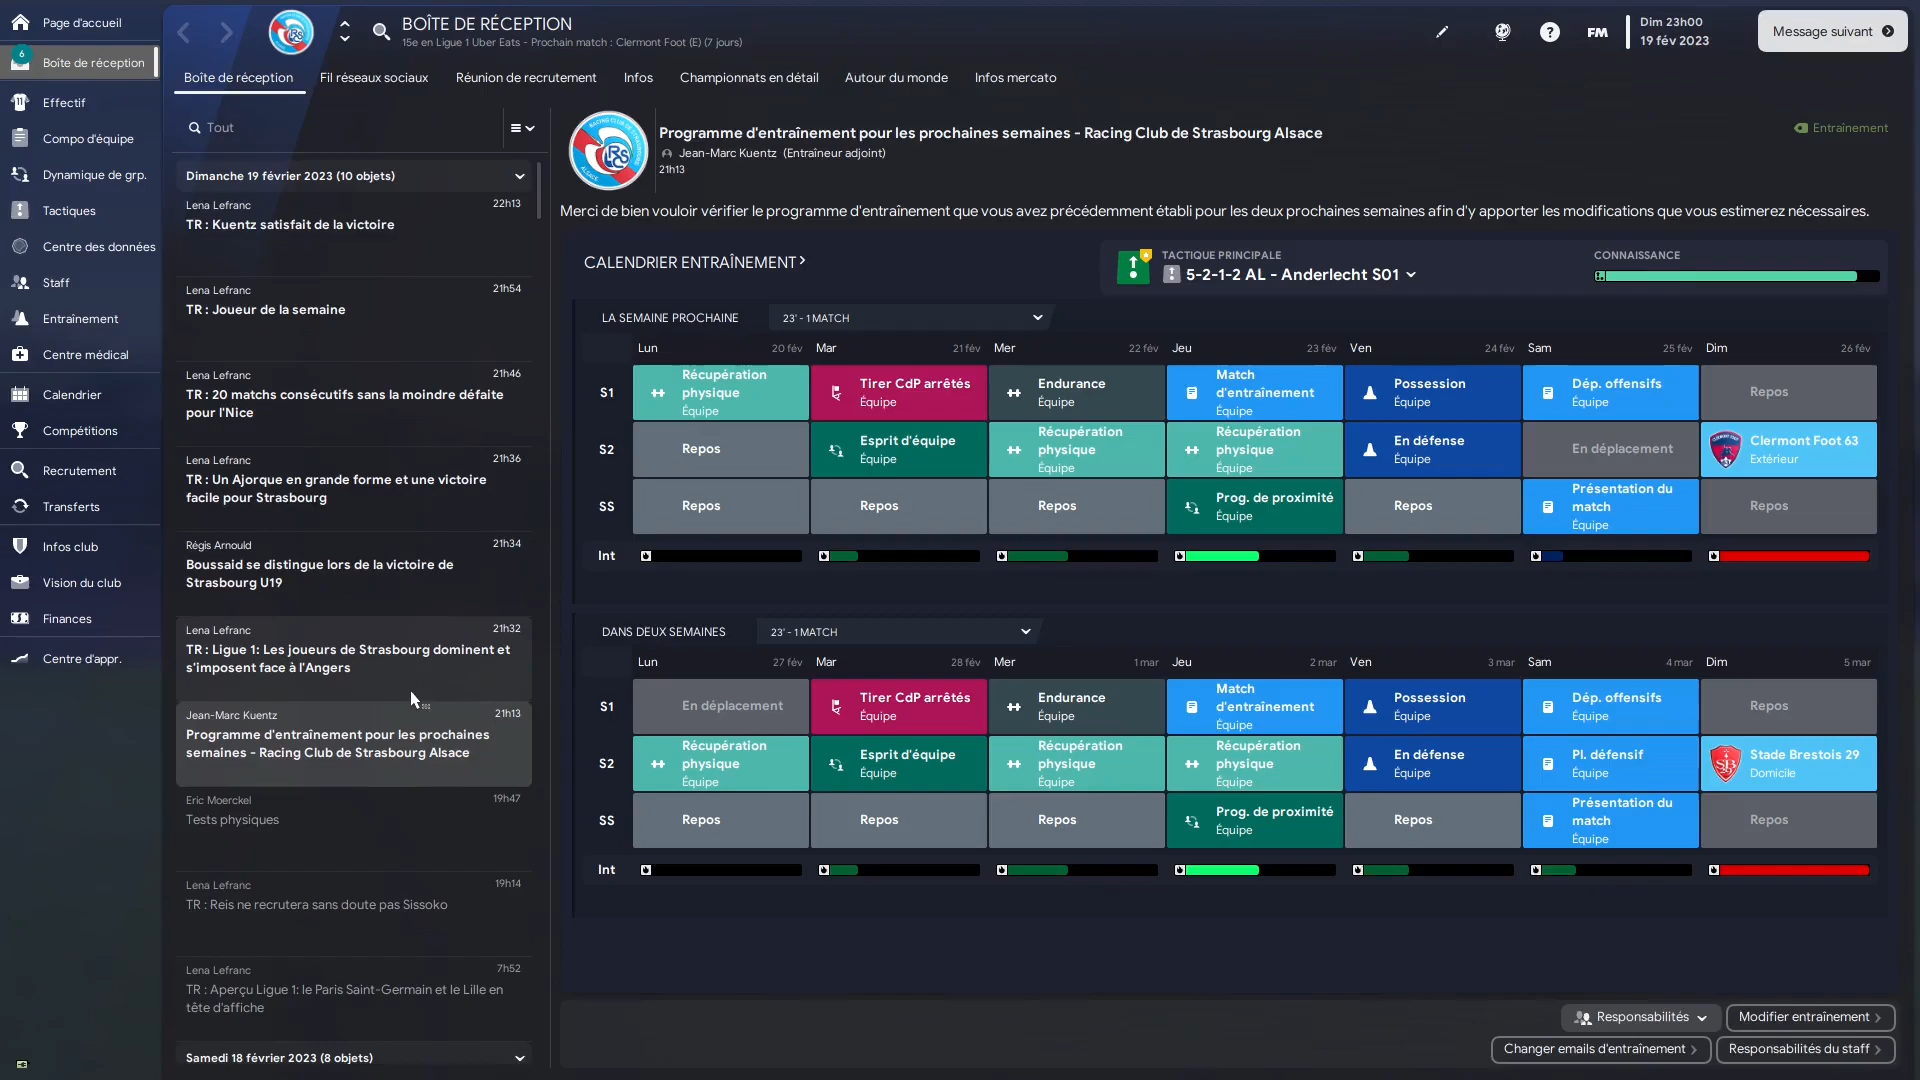 Page d'accueil
6
Boîte de réception
Effectif
Compo d'équipe
Dynamique de grp.
Tactiques
Centre des données
Staff
Entraînement
Centre médical
Calendrier
Compétitions
Recrutement
Transferts
Infos club
Vision du club
Finances
Centre d'appr.
BOÎTE DE RÉCEPTION
15e en Ligue 1 Uber Eats - Prochain match : Clermont Foot (E) (7 jours)
FM
Dim 23h00
19 fév 2023
Message suivant
Boîte de réception Fil réseaux sociaux Réunion de recrutement Infos Championnats en détail Autour du monde Infos mercato
Tout
Dimanche 19 février 2023 (10 objets)
Lena Lefranc 22h13
TR : Kuentz satisfait de la victoire
Lena Lefranc 21h54
TR : Joueur de la semaine
Lena Lefranc 21h46
TR : 20 matchs consécutifs sans la moindre défaite
pour l'Nice
Lena Lefranc 21h36
TR : Un Ajorque en grande forme et une victoire
facile pour Strasbourg
Régis Arnould 21h34
Boussaid se distingue lors de la victoire de
Strasbourg U19
Lena Lefranc 21h32
TR : Ligue 1: Les joueurs de Strasbourg dominent et
s'imposent face à l'Angers
Jean-Marc Kuentz 21h13
Programme d'entraînement pour les prochaines
semaines - Racing Club de Strasbourg Alsace
Eric Moerckel 19h47
Tests physiques
Lena Lefranc 19h14
TR : Reis ne recrutera sans doute pas Sissoko
Lena Lefranc 7h52
TR : Aperçu Ligue 1: le Paris Saint-Germain et le Lille en
tête d'affiche
Samedi 18 février 2023 (8 objets)
Programme d'entraînement pour les prochaines semaines - Racing Club de Strasbourg Alsace
Jean-Marc Kuentz (Entraîneur adjoint)
21h13
Entraînement
Merci de bien vouloir vérifier le programme d'entraînement que vous avez précédemment établi pour les deux prochaines semaines afin d'y apporter les modifications que vous estimerez nécessaires.
CALENDRIER ENTRAÎNEMENT
TACTIQUE PRINCIPALE
5-2-1-2 AL - Anderlecht S01
CONNAISSANCE
LA SEMAINE PROCHAINE 23' - 1 MATCH
Lun 20 fév Mar 21 fév Mer 22 fév Jeu 23 fév Ven 24 fév Sam 25 fév Dim 26 fév
S1
Récupération physique Équipe
Tirer CdP arrêtés Équipe
Endurance Équipe
Match d'entraînement Équipe
Possession Équipe
Dép. offensifs Équipe
Repos
S2
Repos
Esprit d'équipe Équipe
Récupération physique Équipe
Récupération physique Équipe
En défense Équipe
En déplacement
Clermont Foot 63 Extérieur
SS
Repos
Repos
Repos
Prog. de proximité Équipe
Repos
Présentation du match Équipe
Repos
Int
DANS DEUX SEMAINES 23' - 1 MATCH
Lun 27 fév Mar 28 fév Mer 1 mar Jeu 2 mar Ven 3 mar Sam 4 mar Dim 5 mar
S1
En déplacement
Tirer CdP arrêtés Équipe
Endurance Équipe
Match d'entraînement Équipe
Possession Équipe
Dép. offensifs Équipe
Repos
S2
Récupération physique Équipe
Esprit d'équipe Équipe
Récupération physique Équipe
Récupération physique Équipe
En défense Équipe
Pl. défensif Équipe
Stade Brestois 29 Domicile
SS
Repos
Repos
Repos
Prog. de proximité Équipe
Repos
Présentation du match Équipe
Repos
Int
Responsabilités
Modifier entraînement
Changer emails d'entraînement
Responsabilités du staff